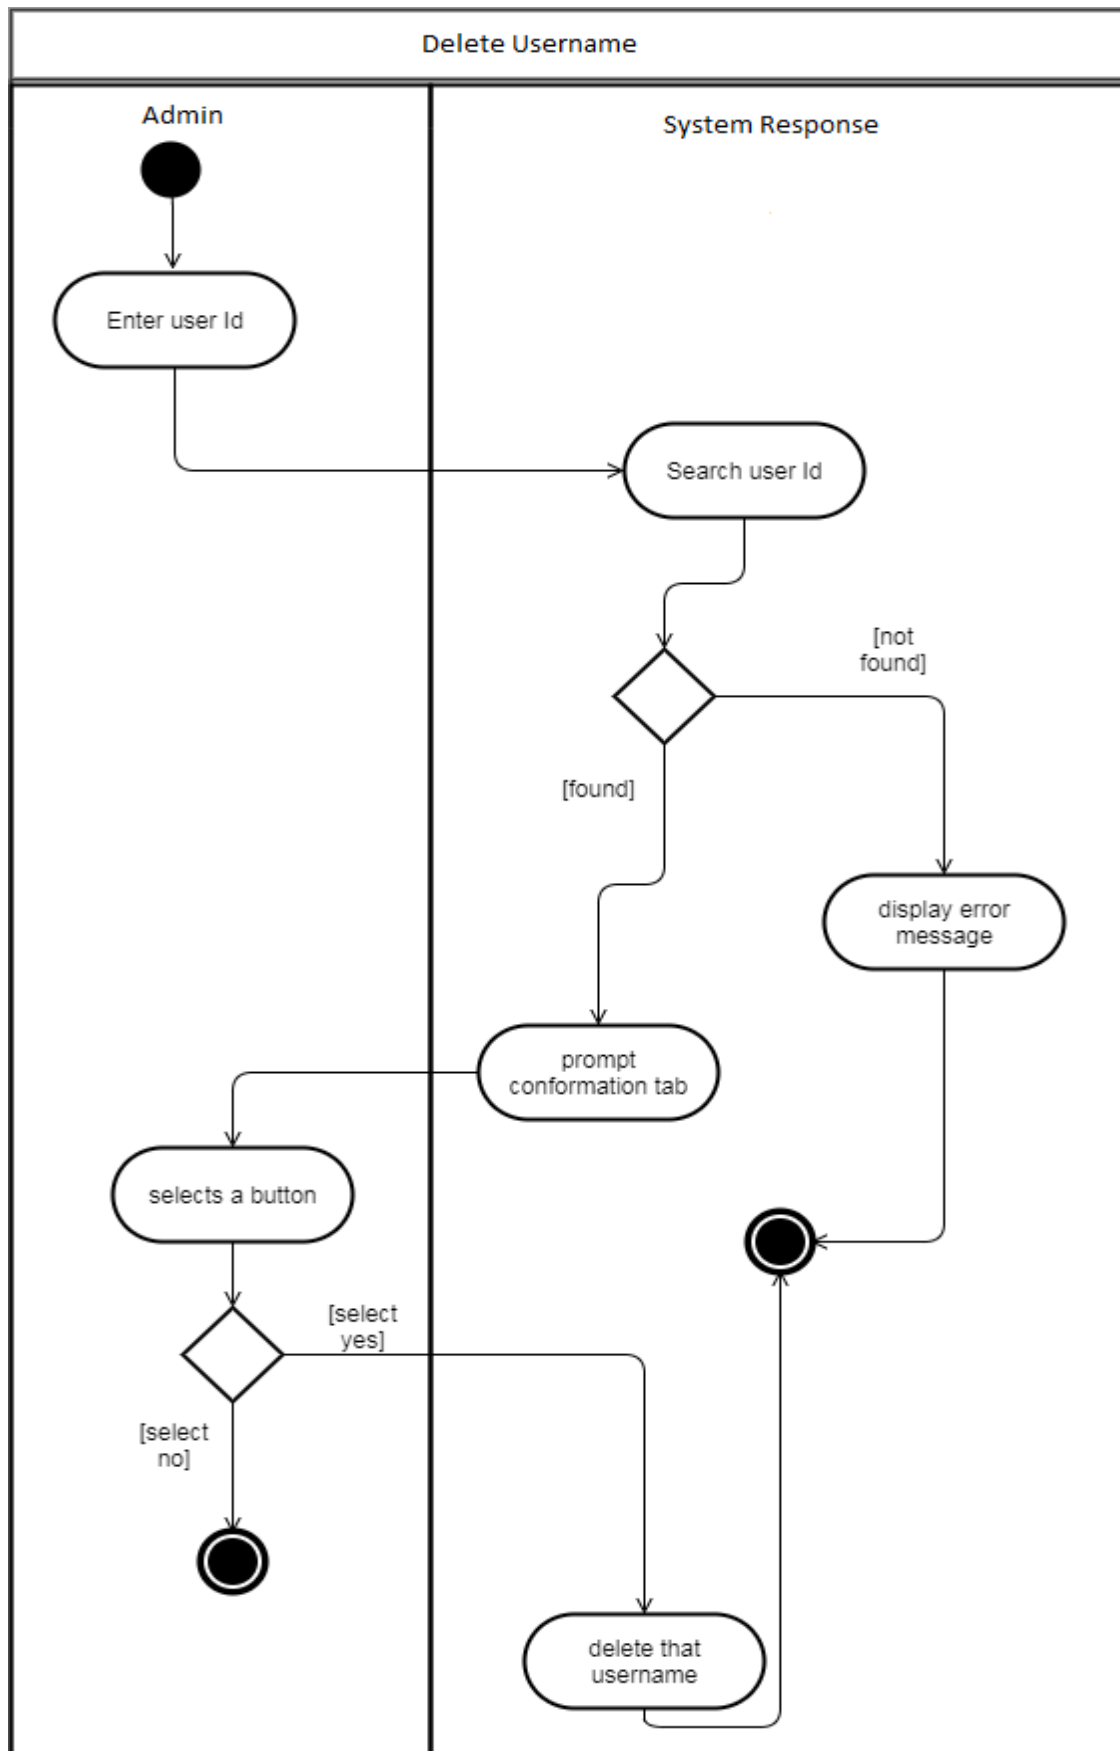 Delete Username
Admin
System Response
Enter user Id
Search user Id
[not
found]
[found]
display error
message
prompt
conformation tab
selects a button
[select
yes]
[select
no]
delete that
username